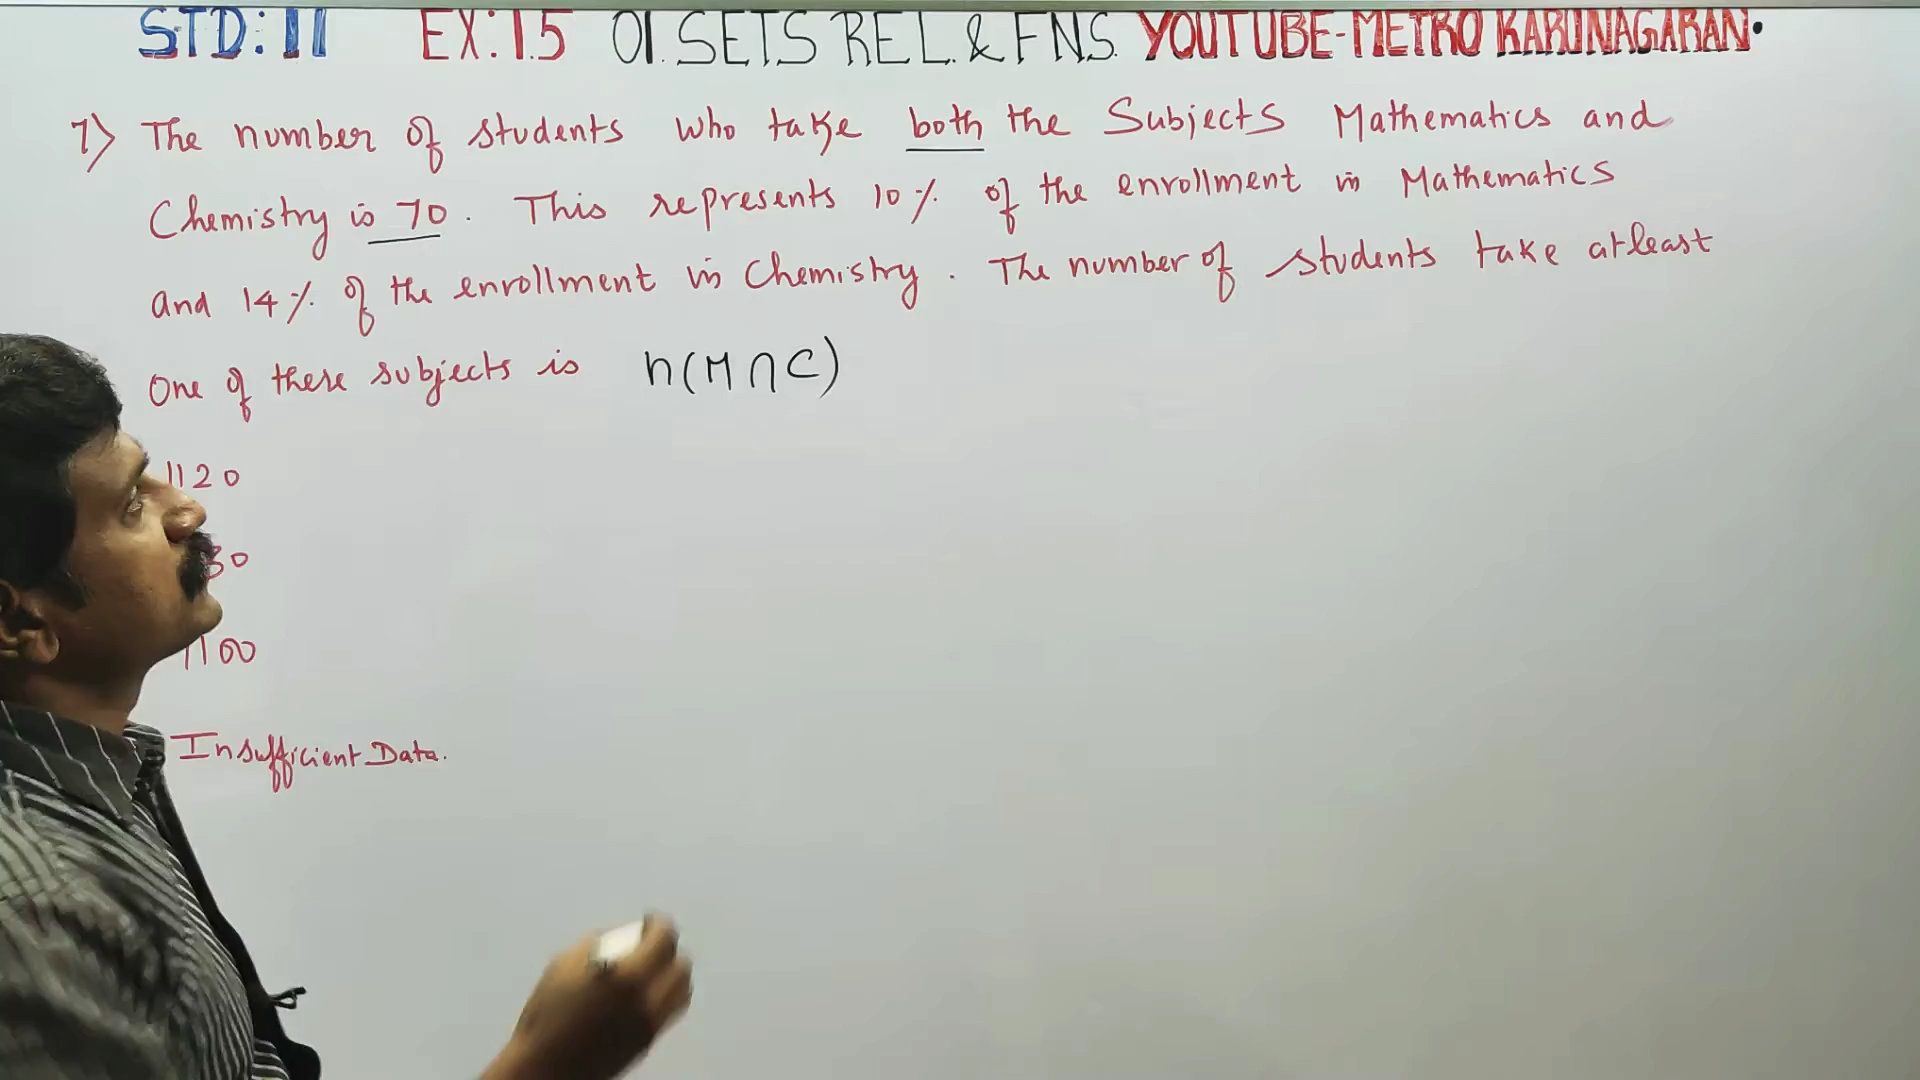 STD: 11 EX: 1.5 01. SETS REL. & FNS. YOUTUBE-METRO KARUNAGARAN.
7) The number of students who take both the Subjects Mathematics and
Chemistry is 70. This represents 10% of the enrollment in Mathematics
and 14% of the enrollment in Chemistry. The number of students take atleast
One of these subjects is n(M∩C)
1120
30
1100
Insufficient Data.